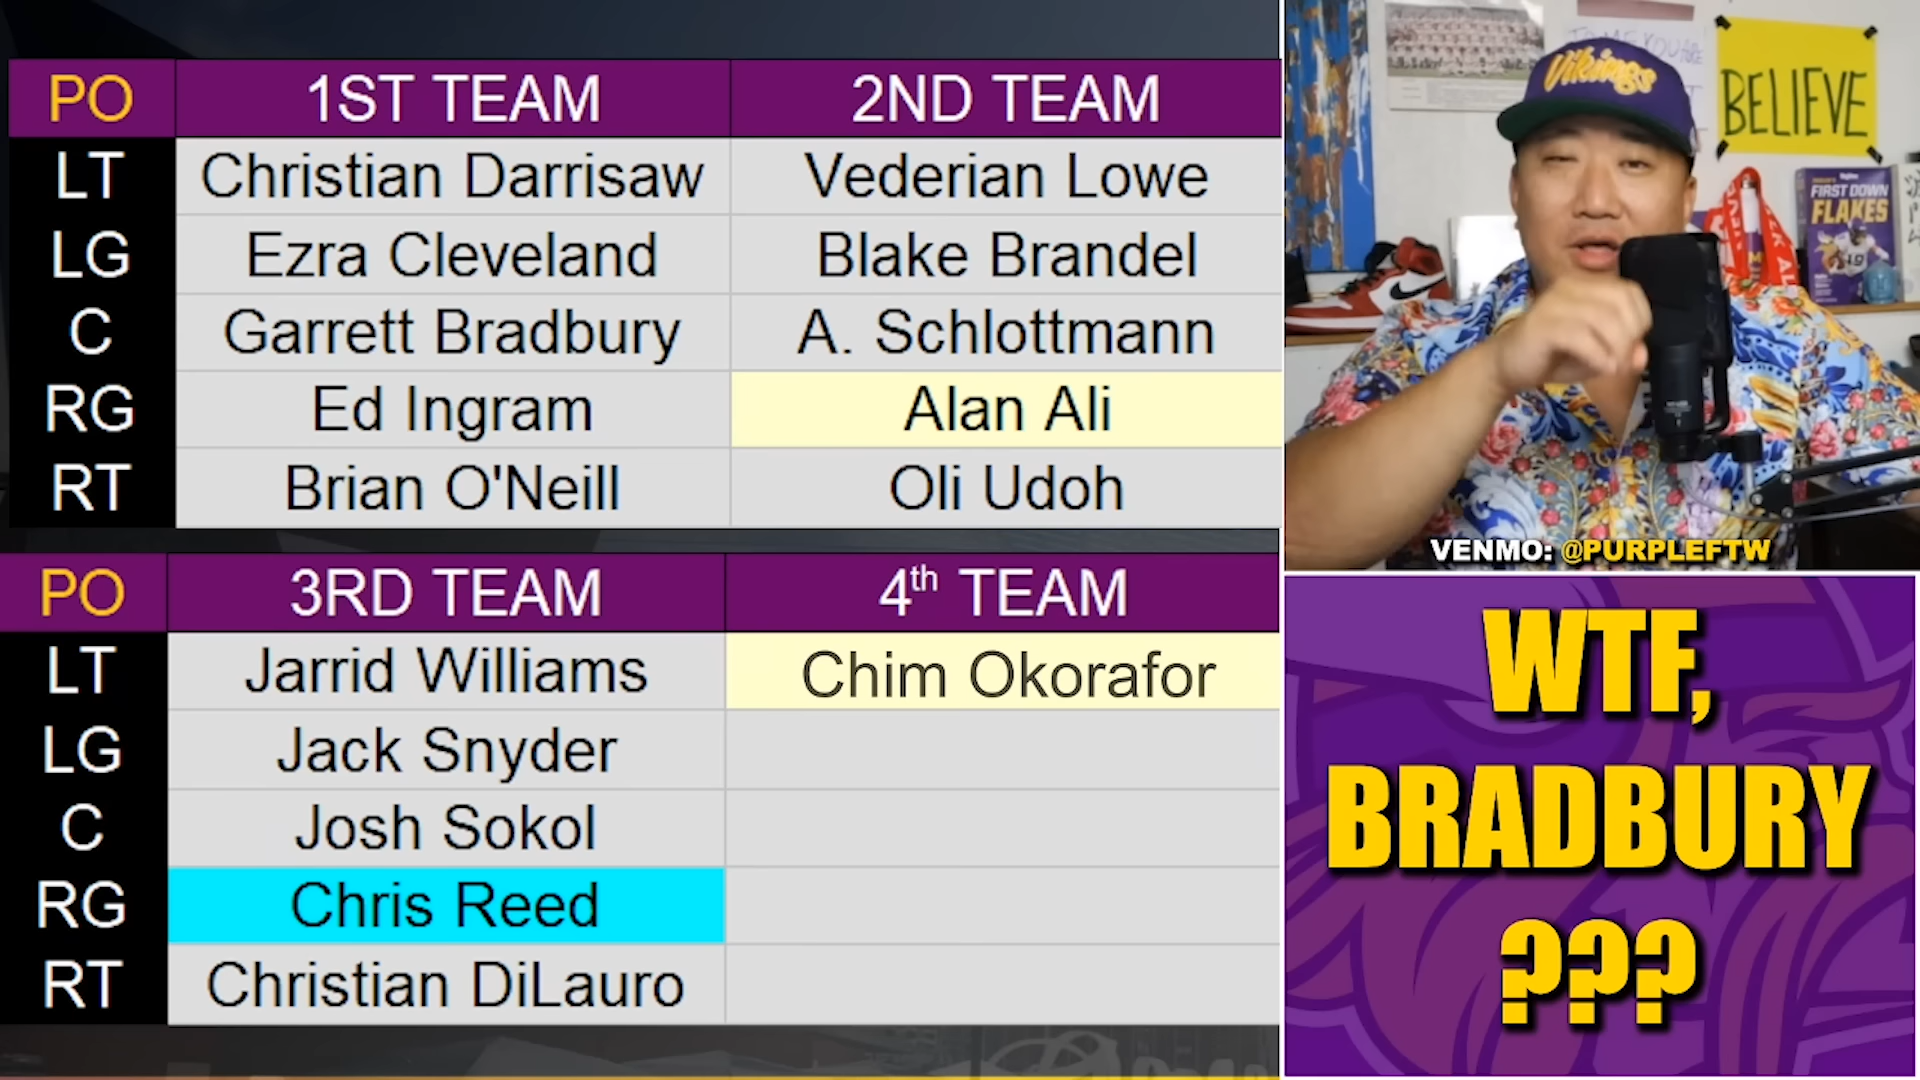 PO 1ST TEAM 2ND TEAM
LT Christian Darrisaw Vederian Lowe
LG Ezra Cleveland Blake Brandel
C Garrett Bradbury A. Schlottmann
RG Ed Ingram Alan Ali
RT Brian O'Neill Oli Udoh
PO 3RD TEAM 4th TEAM
LT Jarrid Williams Chim Okorafor
LG Jack Snyder
C Josh Sokol
RG Chris Reed
RT Christian DiLauro
Vikings
BELIEVE
FIRST DOWN
FLAKES
VENMO: @PURPLEFTW
WTF,
BRADBURY
???